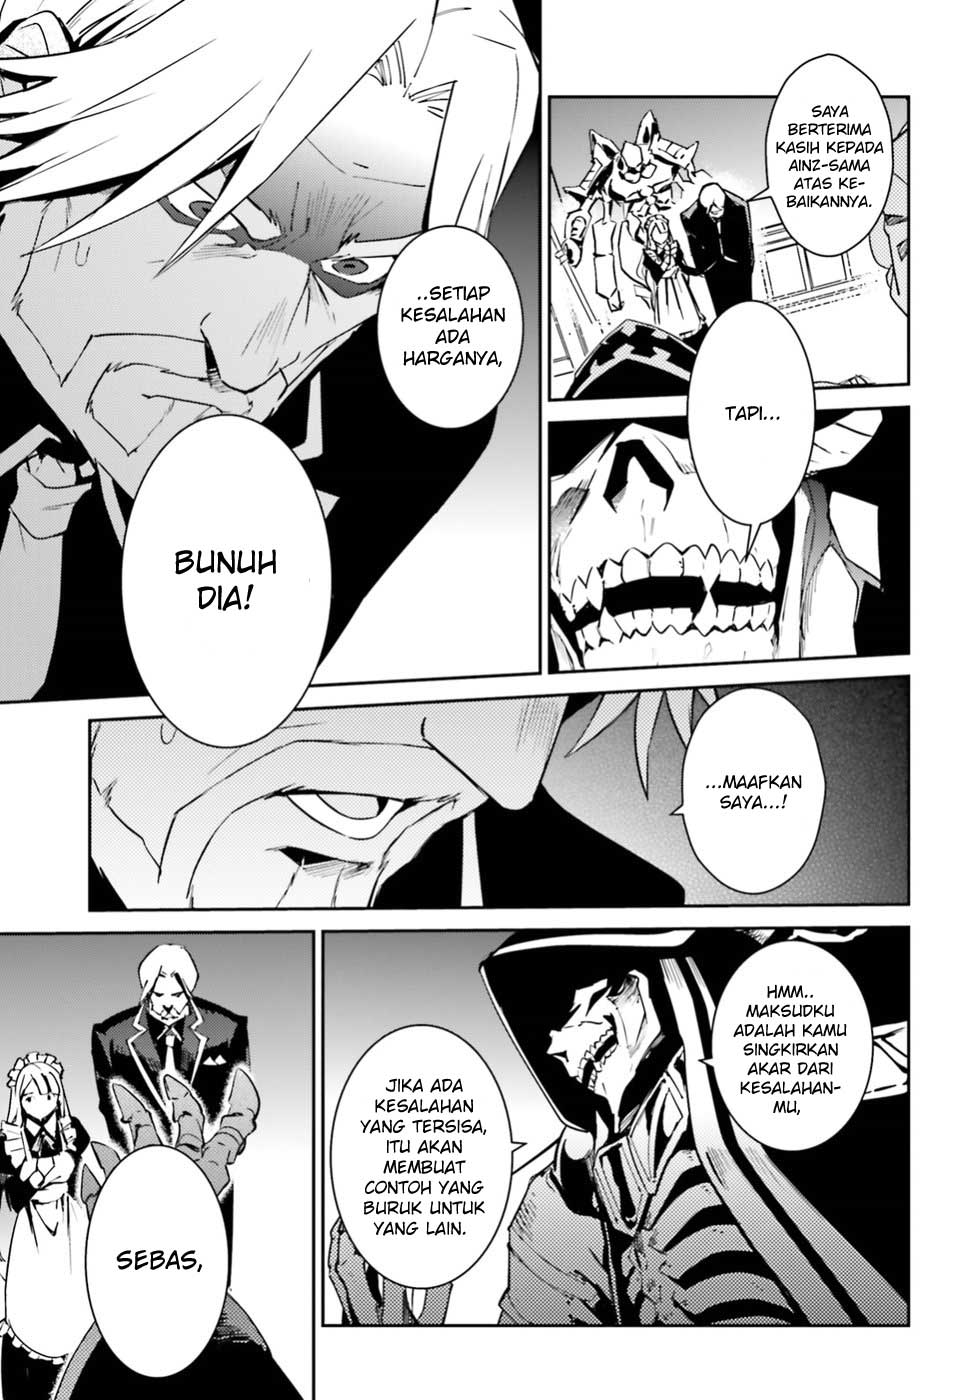 SAYA
BERTERIMA
KASIH KEPADA
AINZ-SAMA
ATAS KE-
BAIKANNYA.
TAPI...
..SETIAP
KESALAHAN
ADA
HARGANYA,
BUNUH
DIA!
...MAAFKAN
SAYA...!
HMM..
MAKSUDKU
ADALAH KAMU
SINGKIRKAN
AKAR DARI
KESALAHAN-
MU,
JIKA ADA
KESALAHAN
YANG TERSISA,
ITU AKAN
MEMBUAT
CONTOH YANG
BURUK UNTUK
YANG LAIN.
SEBAS,